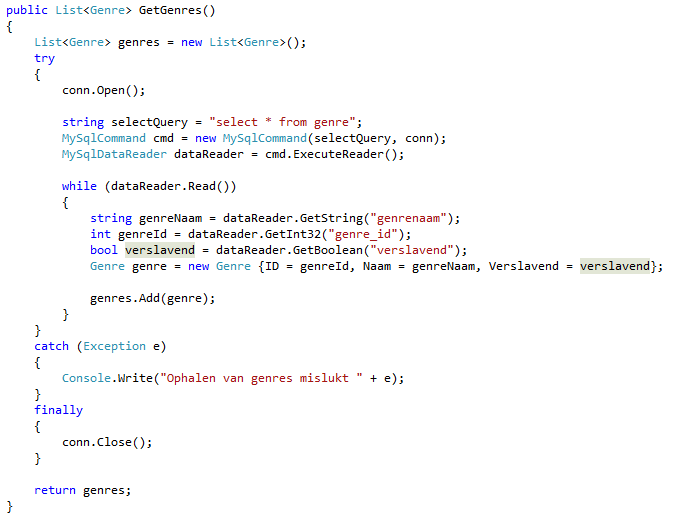 public List<Genre> GetGenres()
{
    List<Genre> genres = new List<Genre>();
    try
    {
        conn.Open();

        string selectQuery = "select * from genre";
        MySqlCommand cmd = new MySqlCommand(selectQuery, conn);
        MySqlDataReader dataReader = cmd.ExecuteReader();

        while (dataReader.Read())
        {
            string genreNaam = dataReader.GetString("genrenaam");
            int genreId = dataReader.GetInt32("genre_id");
            bool verslavend = dataReader.GetBoolean("verslavend");
            Genre genre = new Genre {ID = genreId, Naam = genreNaam, Verslavend = verslavend};

            genres.Add(genre);
        }
    }
    catch (Exception e)
    {
        Console.Write("Ophalen van genres mislukt " + e);
    }
    finally
    {
        conn.Close();
    }

    return genres;
}